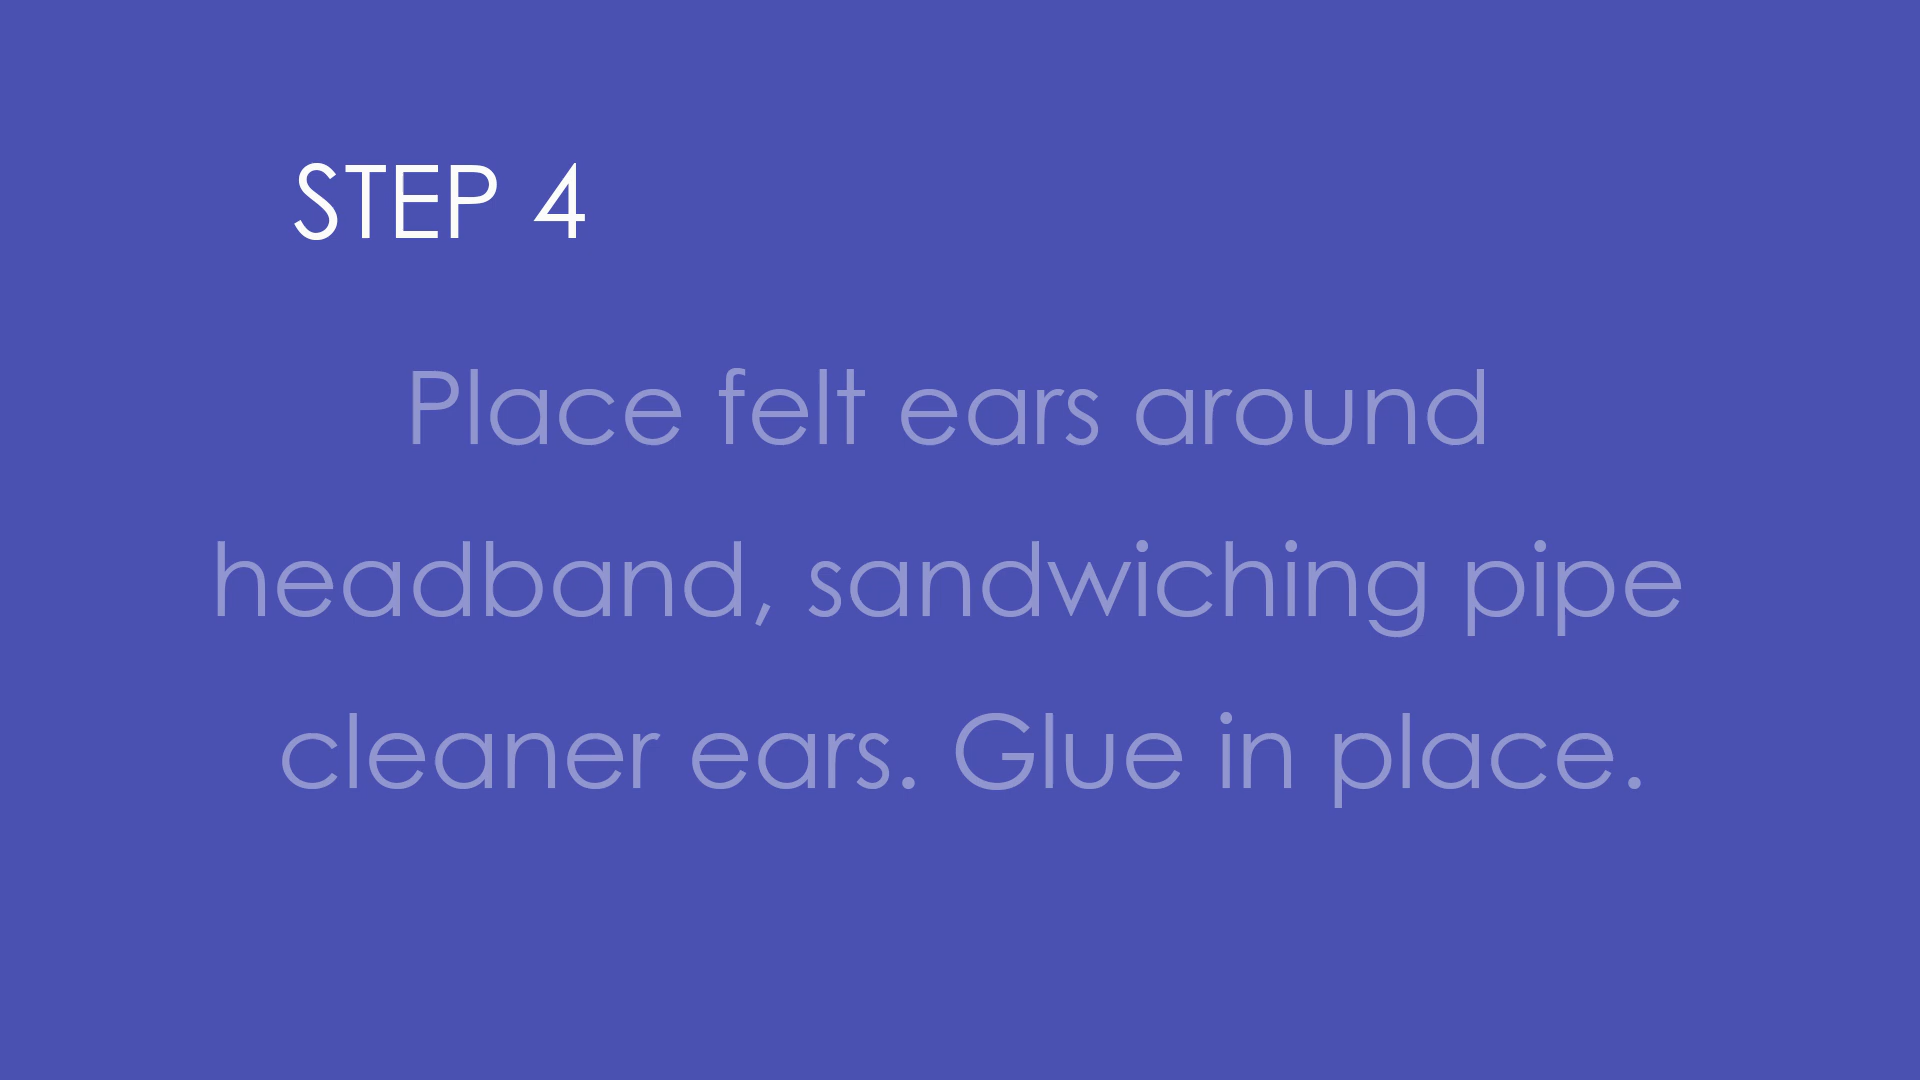 STEP 4
Place felt ears around
headband, sandwiching pipe
cleaner ears. Glue in place.